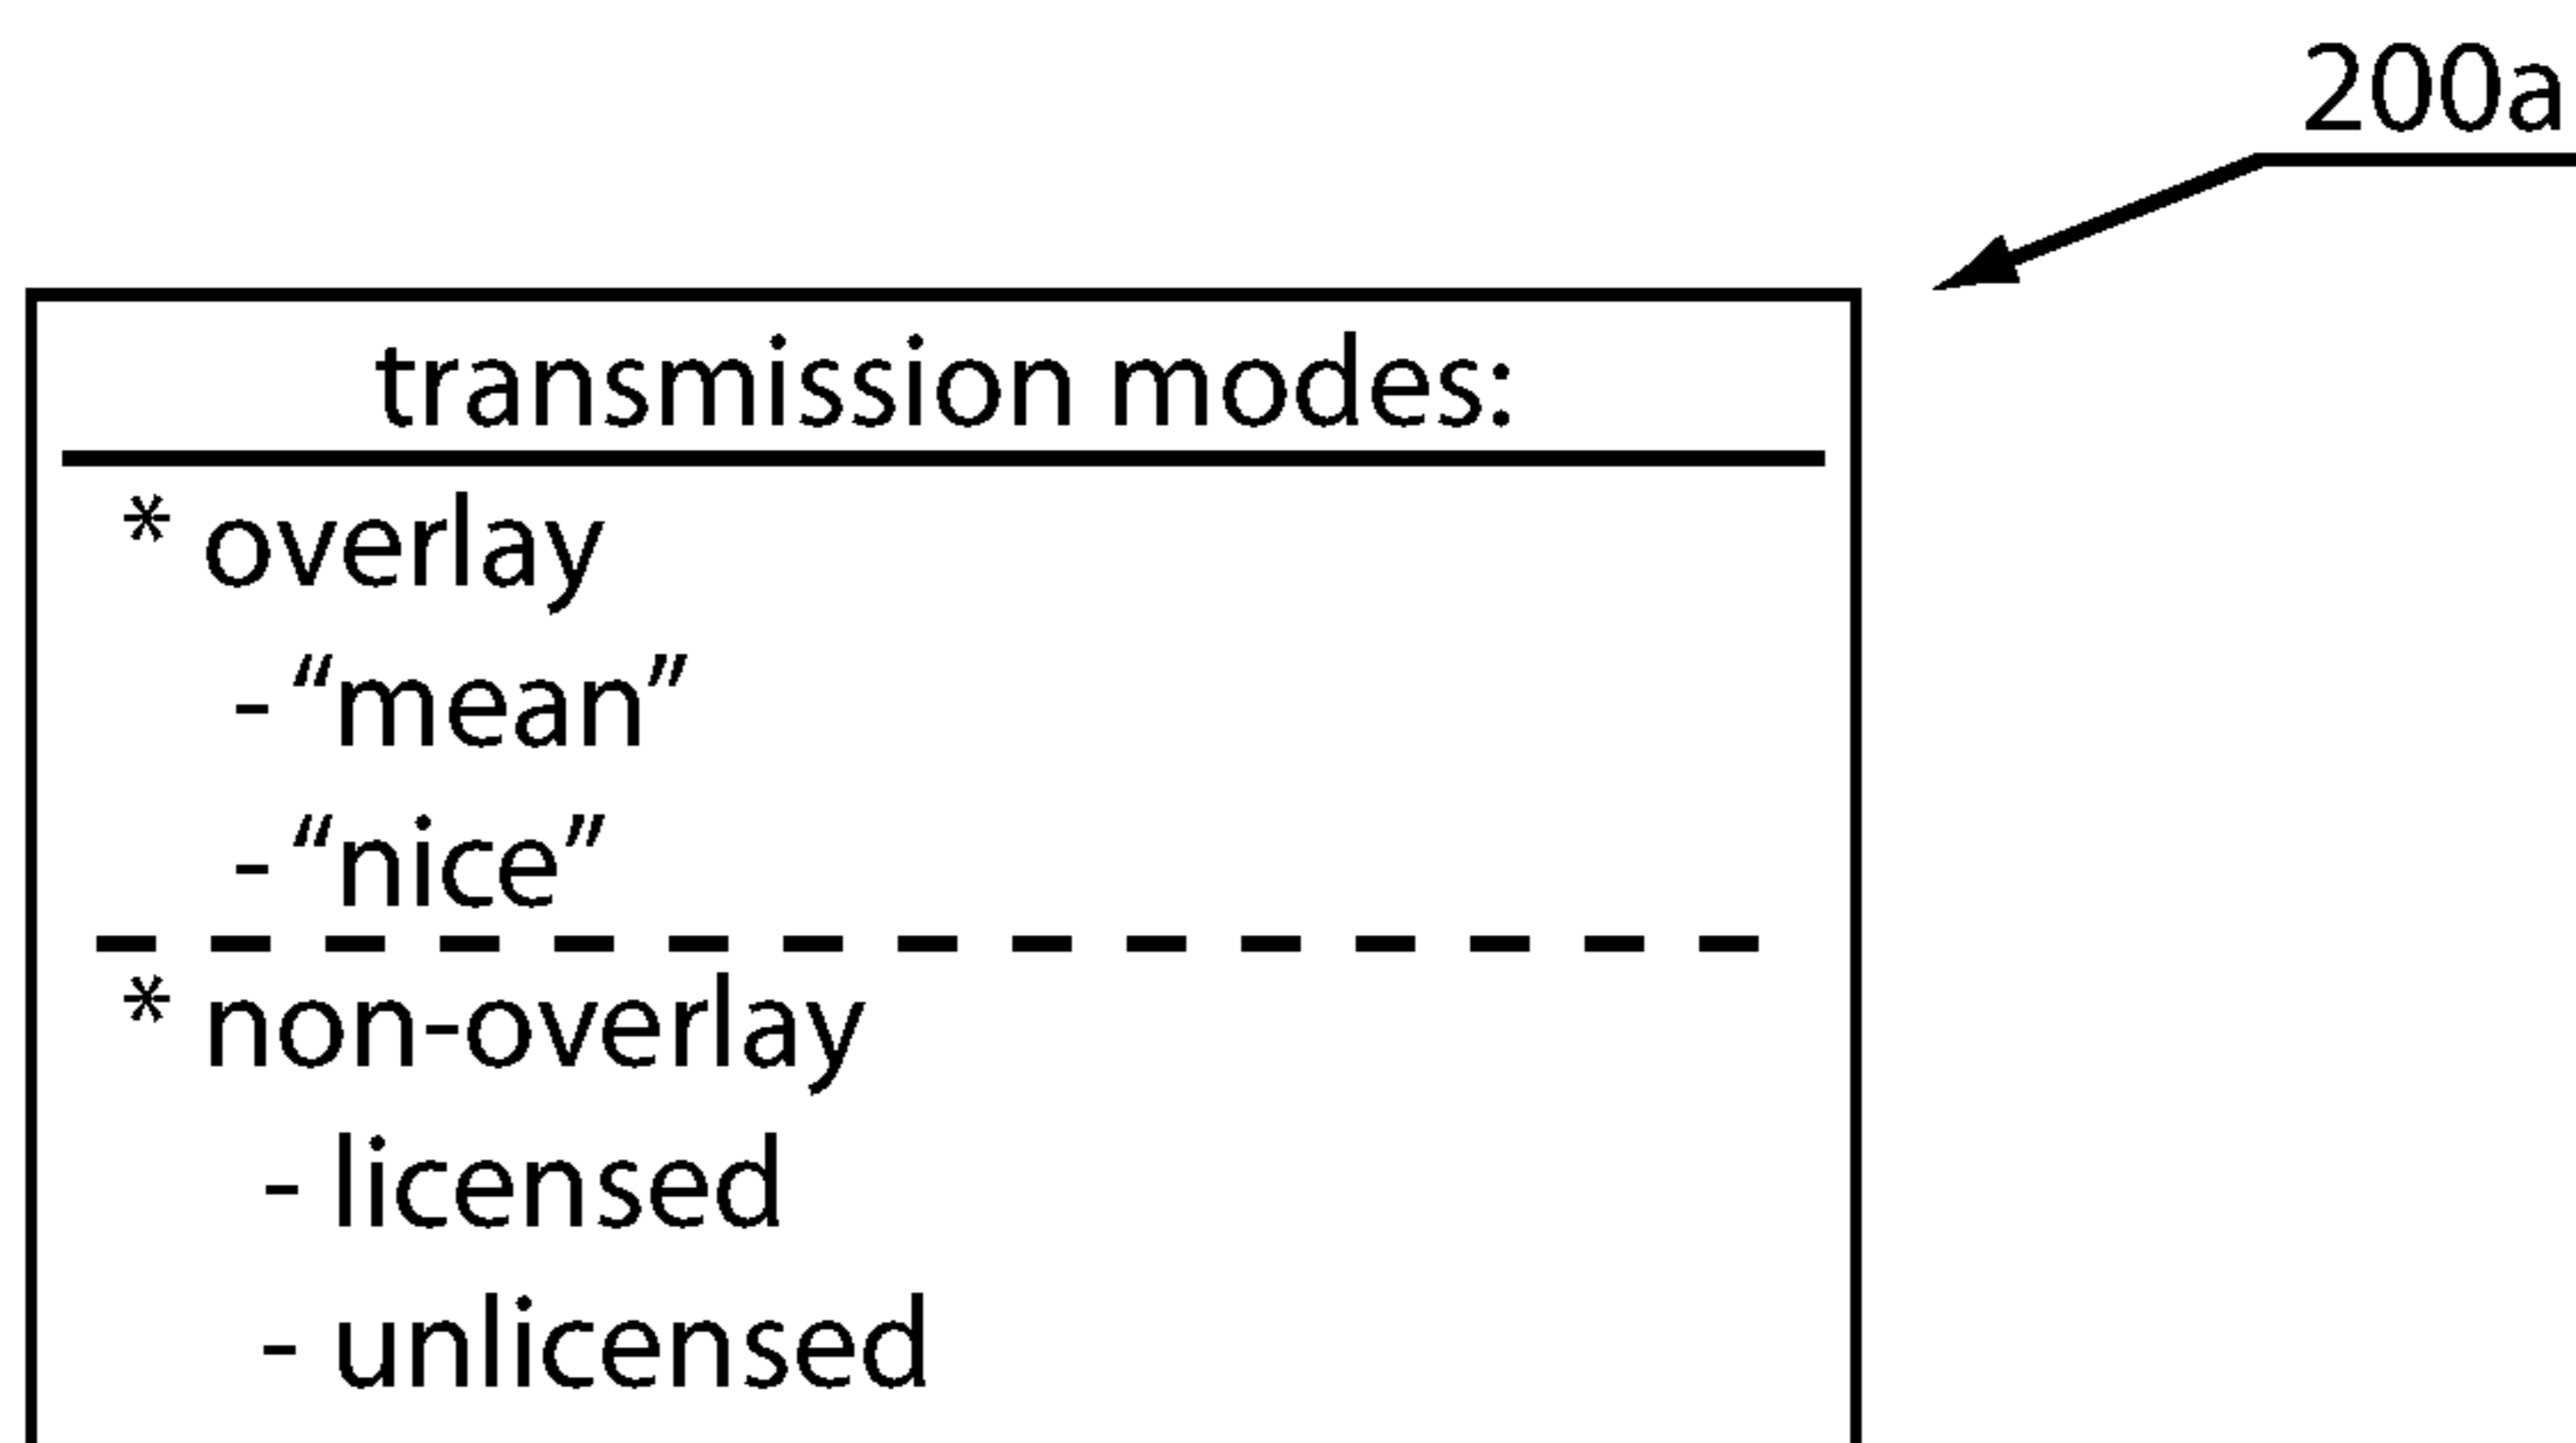 200a
transmission modes:
* overlay
- “mean”
- “nice”
* non-overlay
- licensed
- unlicensed